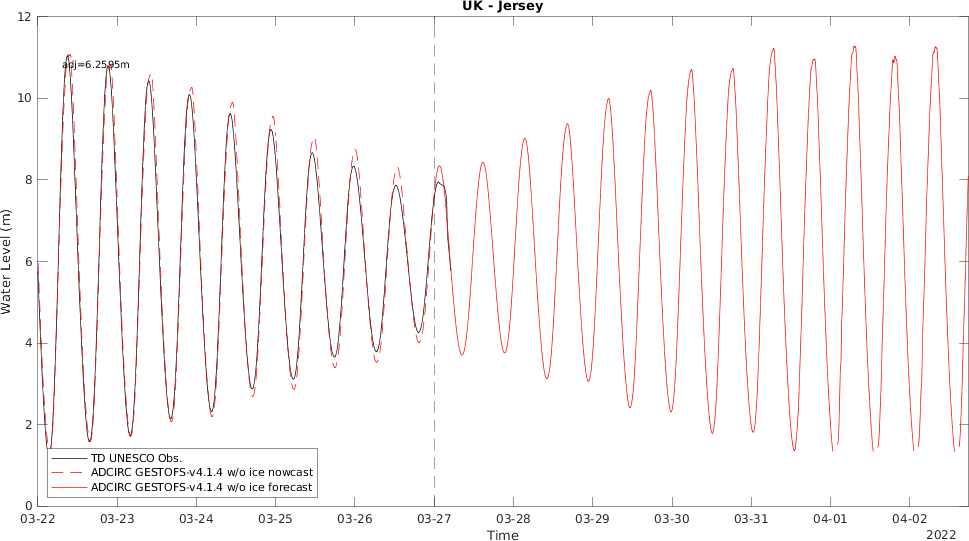 UK - Jersey
12
adj=6.2595m
10
8
6
4
2
0
Water Level (m)
TD UNESCO Obs.
ADCIRC GESTOFS-v4.1.4 w/o ice nowcast
ADCIRC GESTOFS-v4.1.4 w/o ice forecast
03-22 03-23 03-24 03-25 03-26 03-27 03-28 03-29 03-30 03-31 04-01 04-02
Time
2022